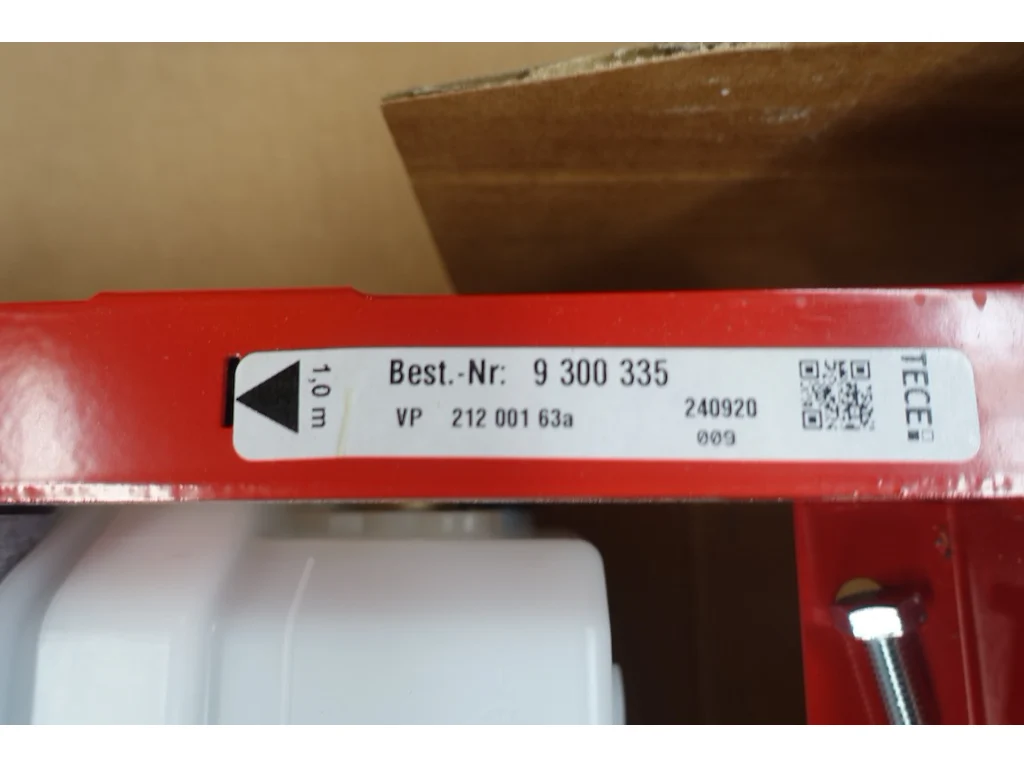 1,0 m
Best.-Nr: 9 300 335
VP 212 001 63a
240920
009
TECE